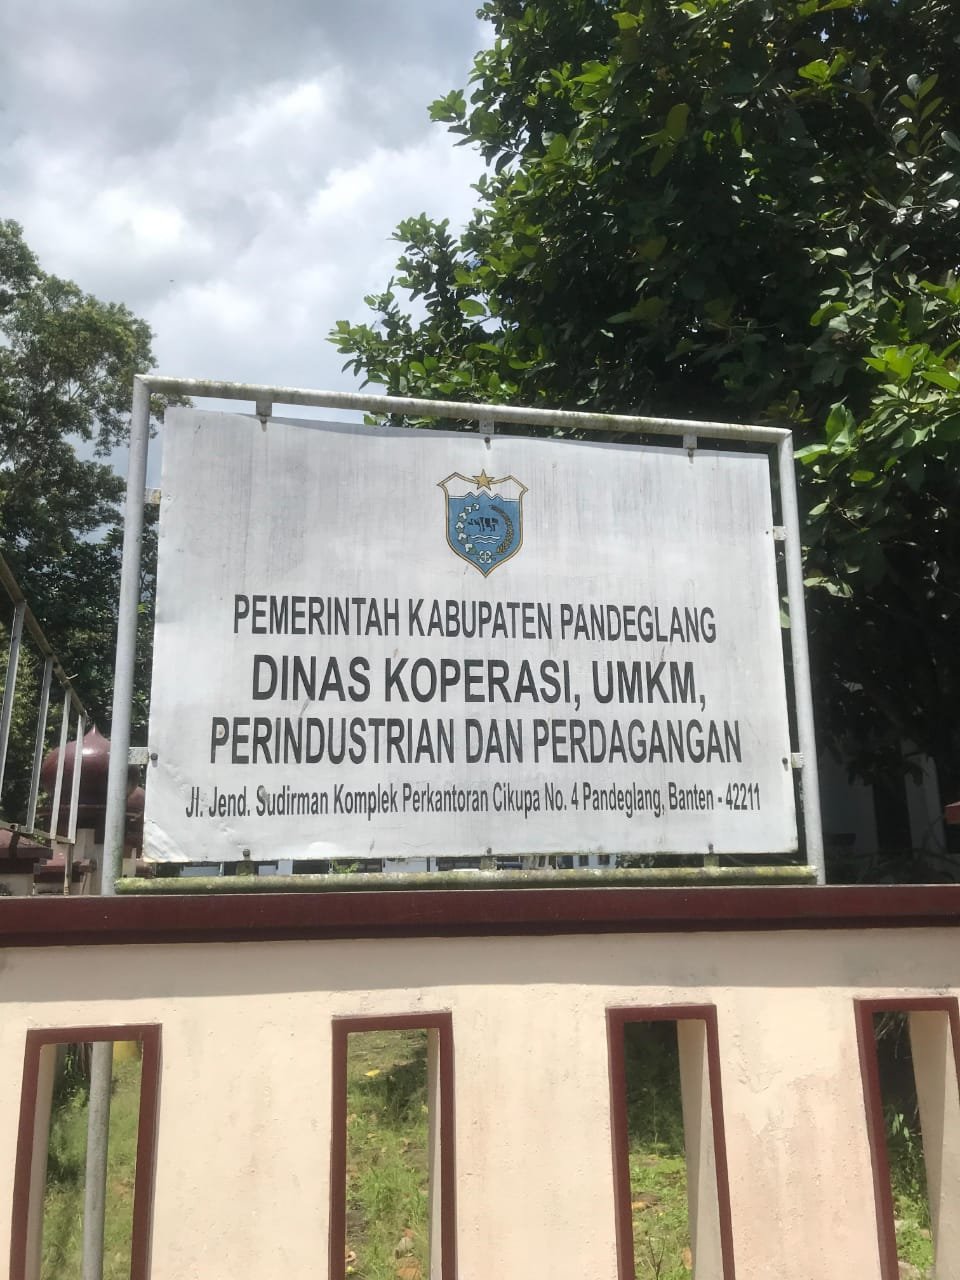 PEMERINTAH KABUPATEN PANDEGLANG
DINAS KOPERASI, UMKM,
PERINDUSTRIAN DAN PERDAGANGAN
Jl. Jend. Sudirman Komplek Perkantoran Cikupa No. 4 Pandeglang, Banten - 42211